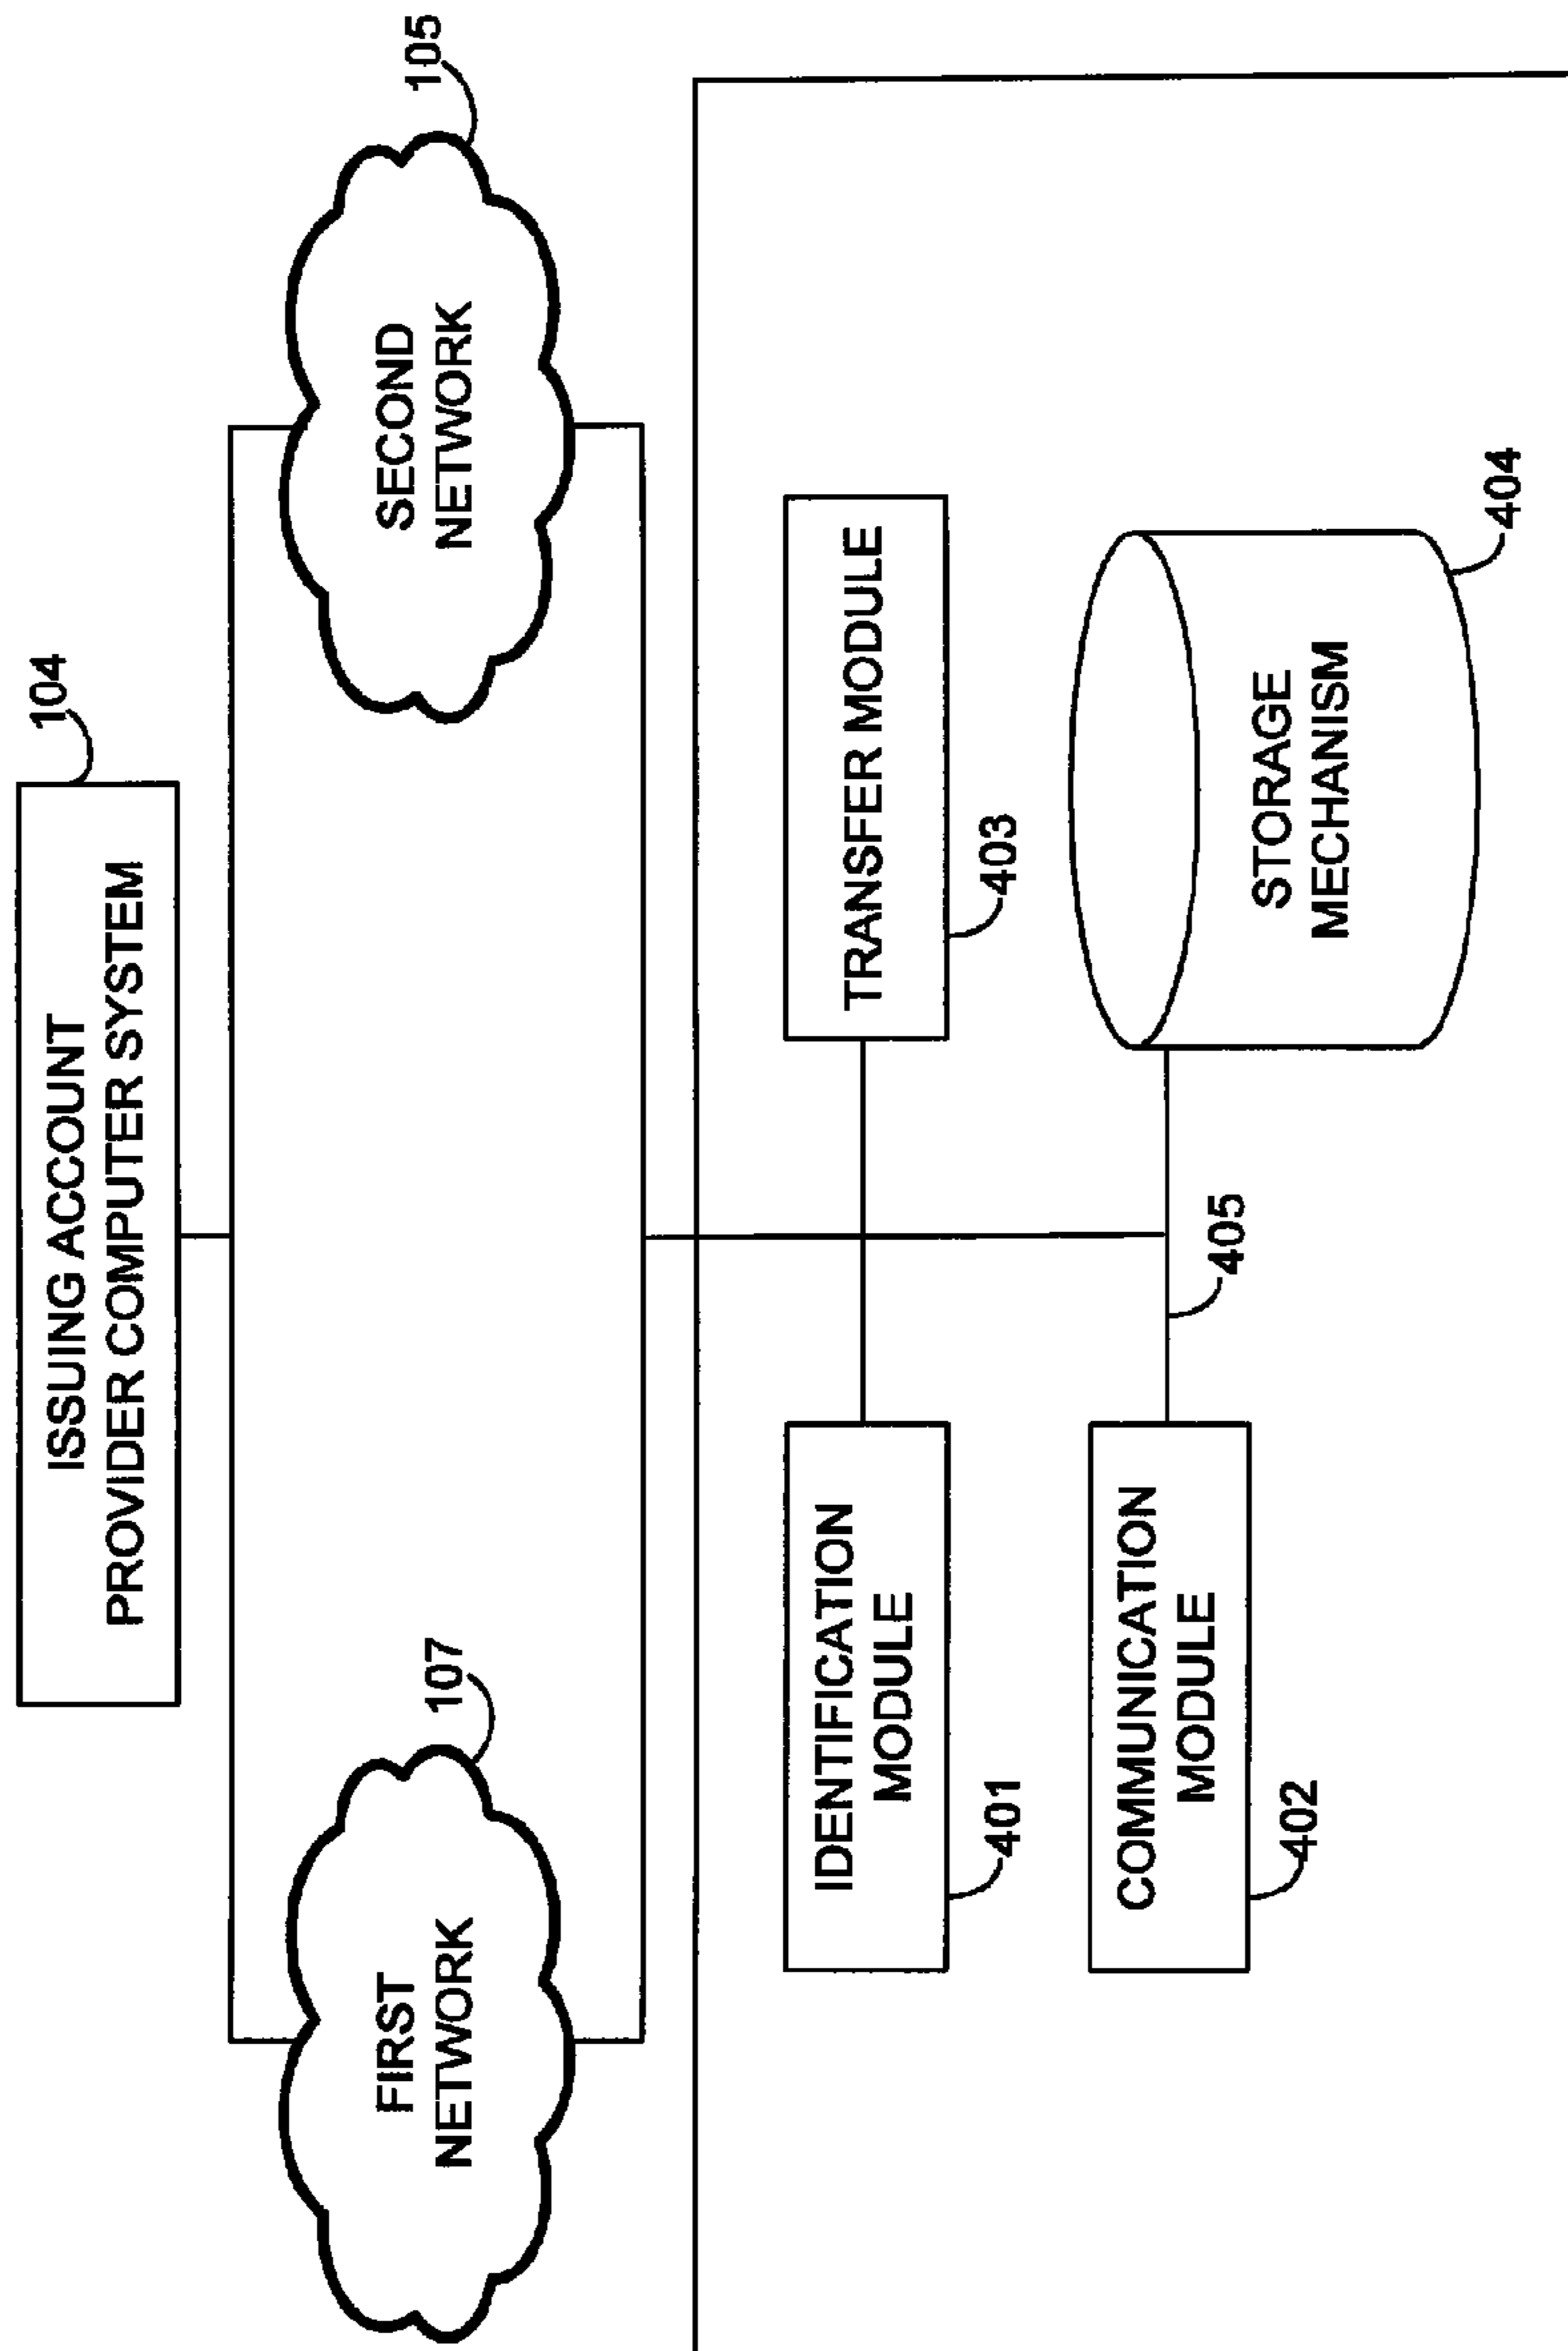 104
ISSUING ACCOUNT
PROVIDER COMPUTER SYSTEM
107
FIRST
NETWORK
105
SECOND
NETWORK
IDENTIFICATION
MODULE
401
TRANSFER MODULE
403
COMMUNICATION
MODULE
402
405
STORAGE
MECHANISM
404